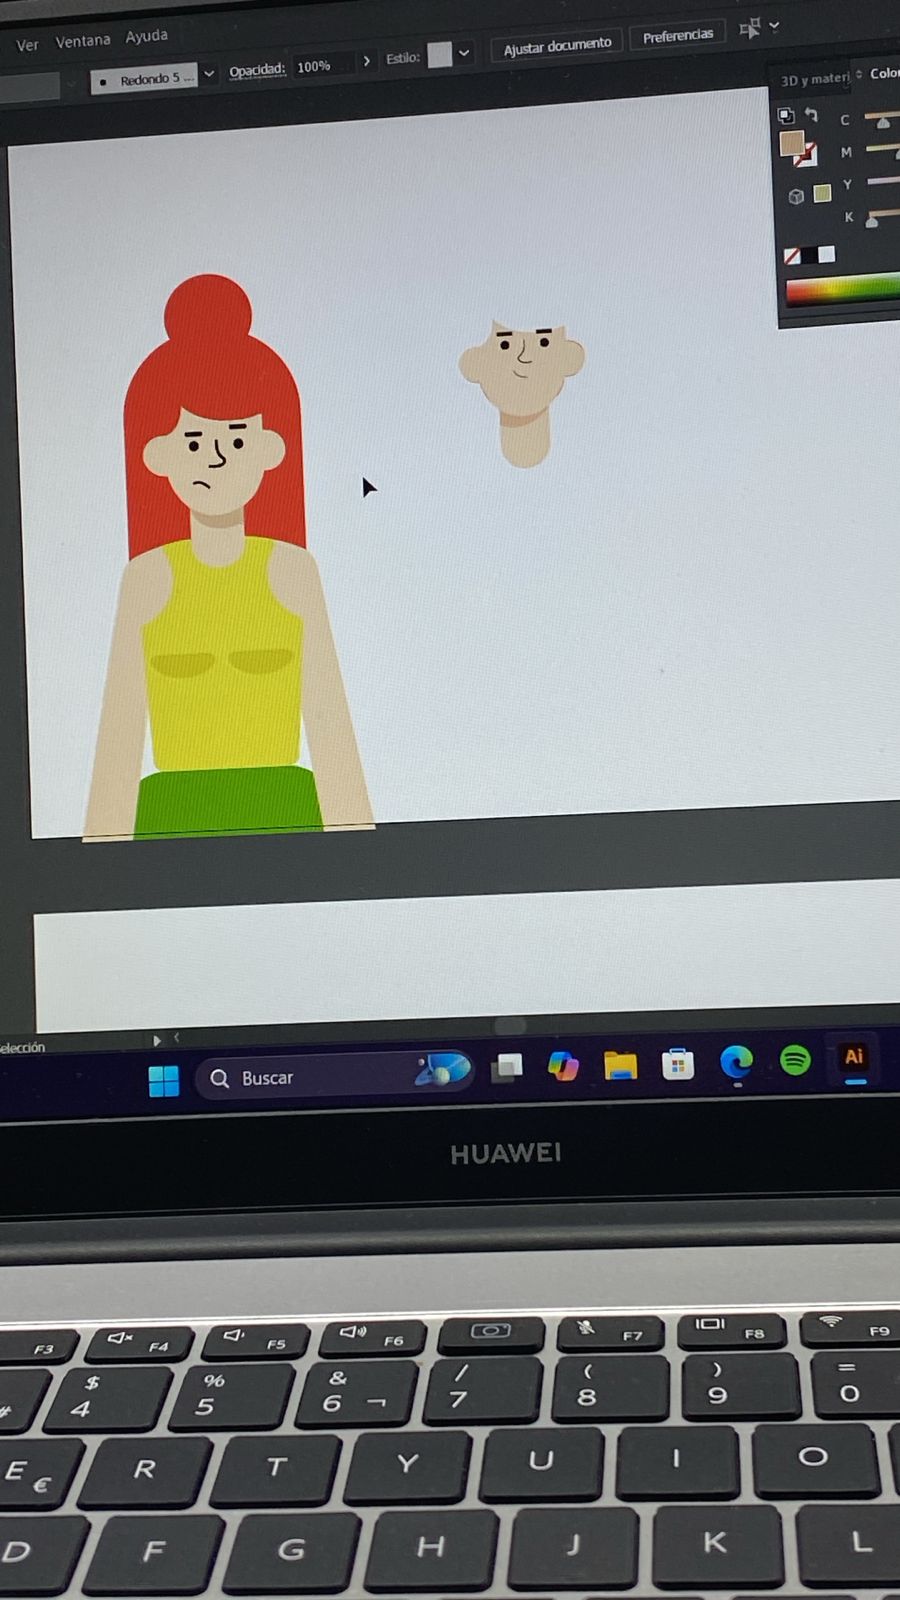 Ver Ventana Ayuda
Redondo 5 ... Opacidad: 100% Estilo: Ajustar documento Preferencias
3D y materi Color
C
M
Y
K
elección
Buscar
Ai
HUAWEI
F3 F4 F5 F6 F7 F8 F9
# $ 4 % 5 & 6 ¬ / 7 ( 8 ) 9 = 0
E € R T Y U I O
D F G H J K L